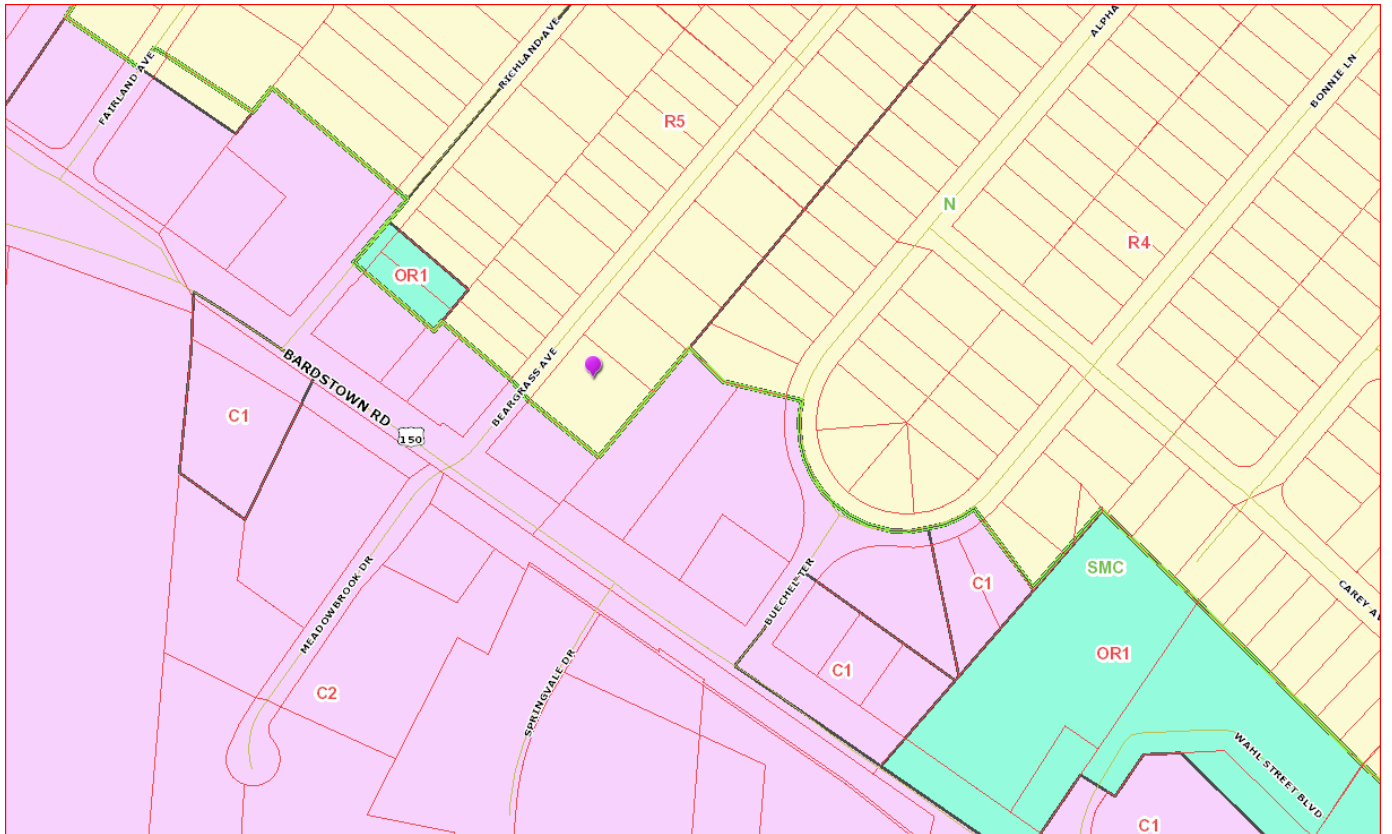 RICHLAND AVE
ALPHA
FAIRLAND AVE
BONNIE LN
R5
N
R4
OR1
BEARGRASS AVE
BARDSTOWN RD
150
C1
SMC
C1
BUECHEL TER
CAREY AV
MEADOWBROOK DR
OR1
C1
C2
SPRINGVALE DR
WAHL STREET BLVD
C1